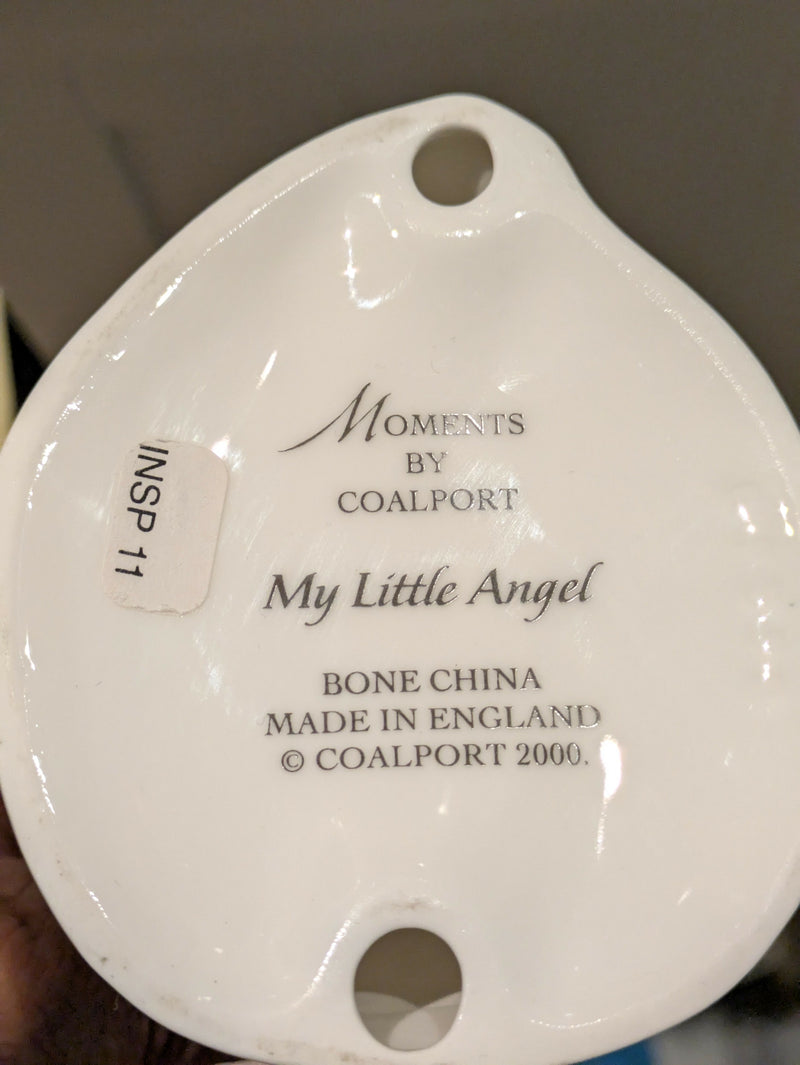 MOMENTS
BY
COALPORT
My Little Angel
BONE CHINA
MADE IN ENGLAND
© COALPORT 2000.
INSP 11